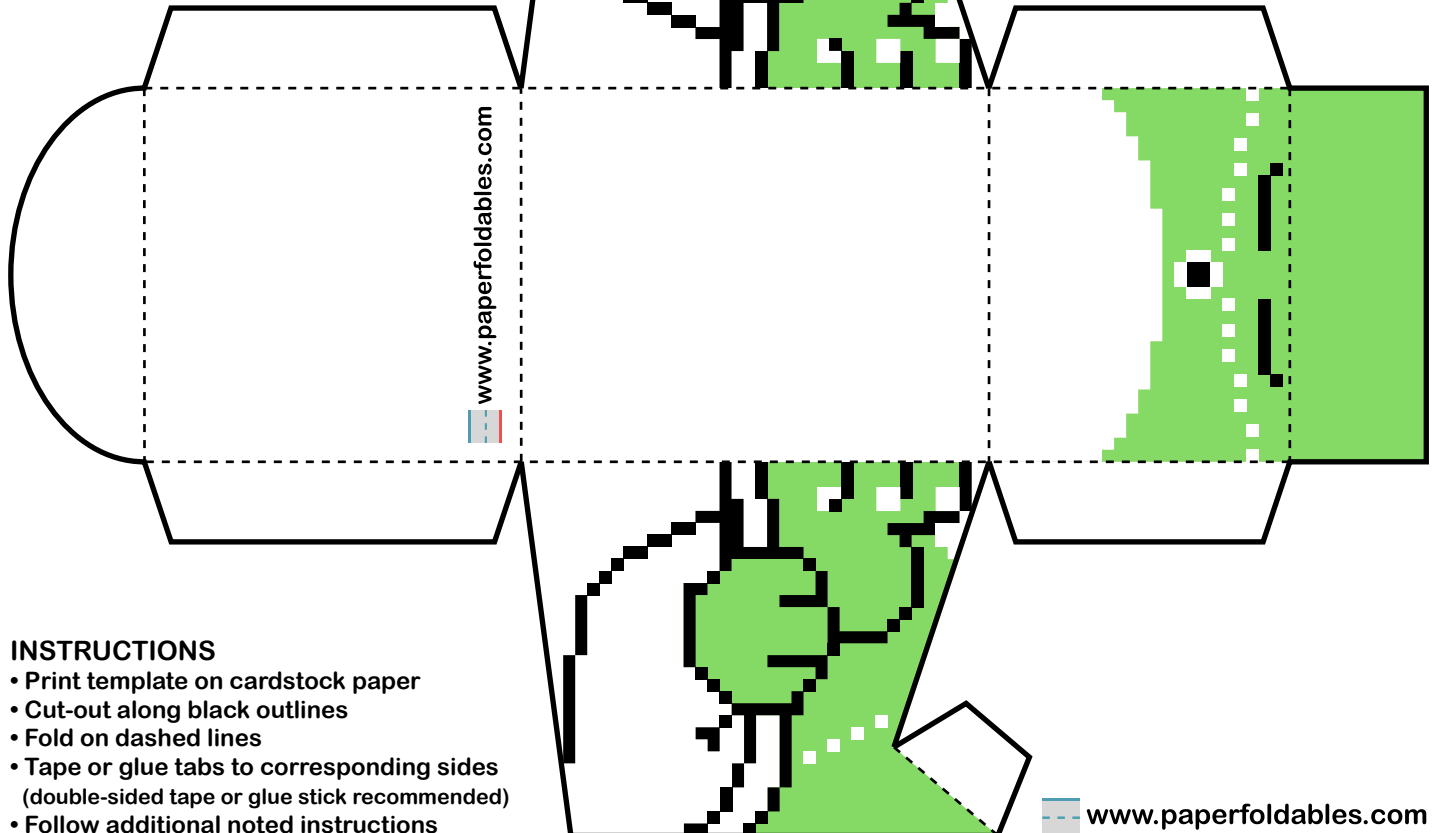 www.paperfoldables.com
INSTRUCTIONS
• Print template on cardstock paper
• Cut-out along black outlines
• Fold on dashed lines
• Tape or glue tabs to corresponding sides
(double-sided tape or glue stick recommended)
• Follow additional noted instructions
www.paperfoldables.com